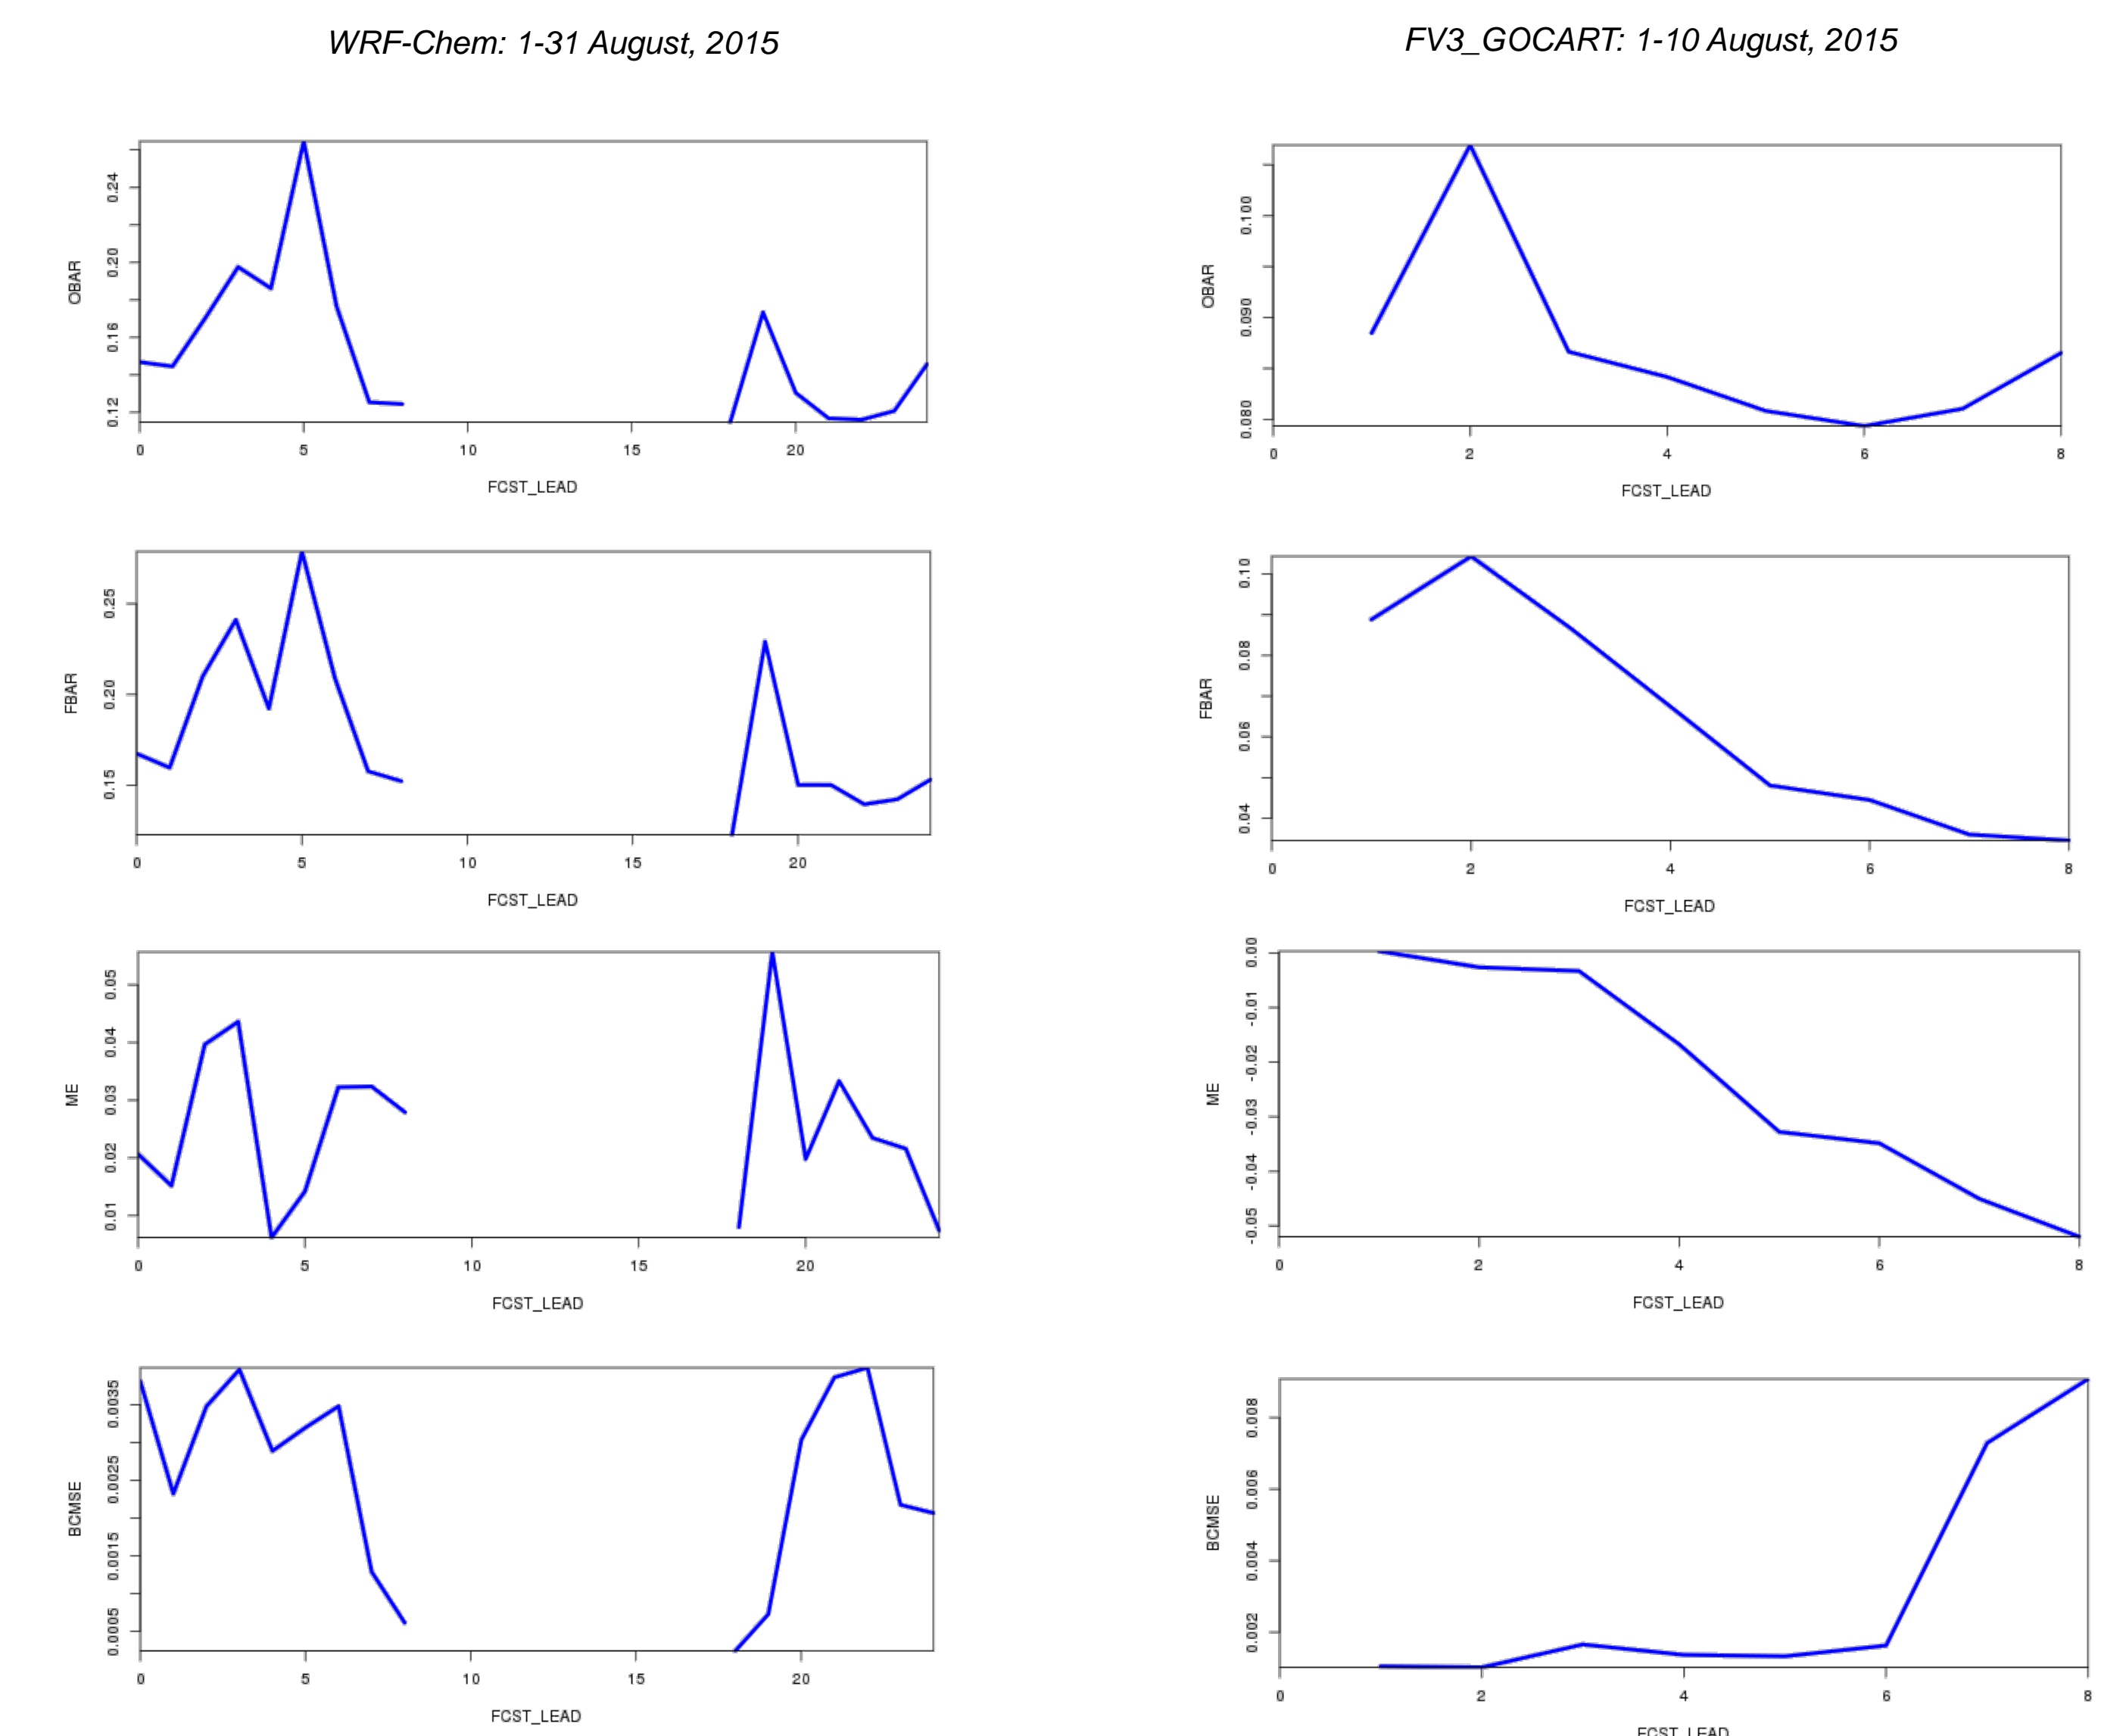 WRF-Chem: 1-31 August, 2015
FV3_GOCART: 1-10 August, 2015
OBAR
0.24
0.20
0.16
0.12
0 5 10 15 20
FCST_LEAD
OBAR
0.100
0.090
0.080
0 2 4 6 8
FCST_LEAD
FBAR
0.25
0.20
0.15
0 5 10 15 20
FCST_LEAD
FBAR
0.10
0.08
0.06
0.04
0 2 4 6 8
FCST_LEAD
ME
0.05
0.04
0.03
0.02
0.01
0 5 10 15 20
FCST_LEAD
ME
0.00
-0.01
-0.02
-0.03
-0.04
-0.05
0 2 4 6 8
FCST_LEAD
BCMSE
0.0035
0.0025
0.0015
0.0005
0 5 10 15 20
FCST_LEAD
BCMSE
0.008
0.006
0.004
0.002
0 2 4 6 8
FCST_LEAD